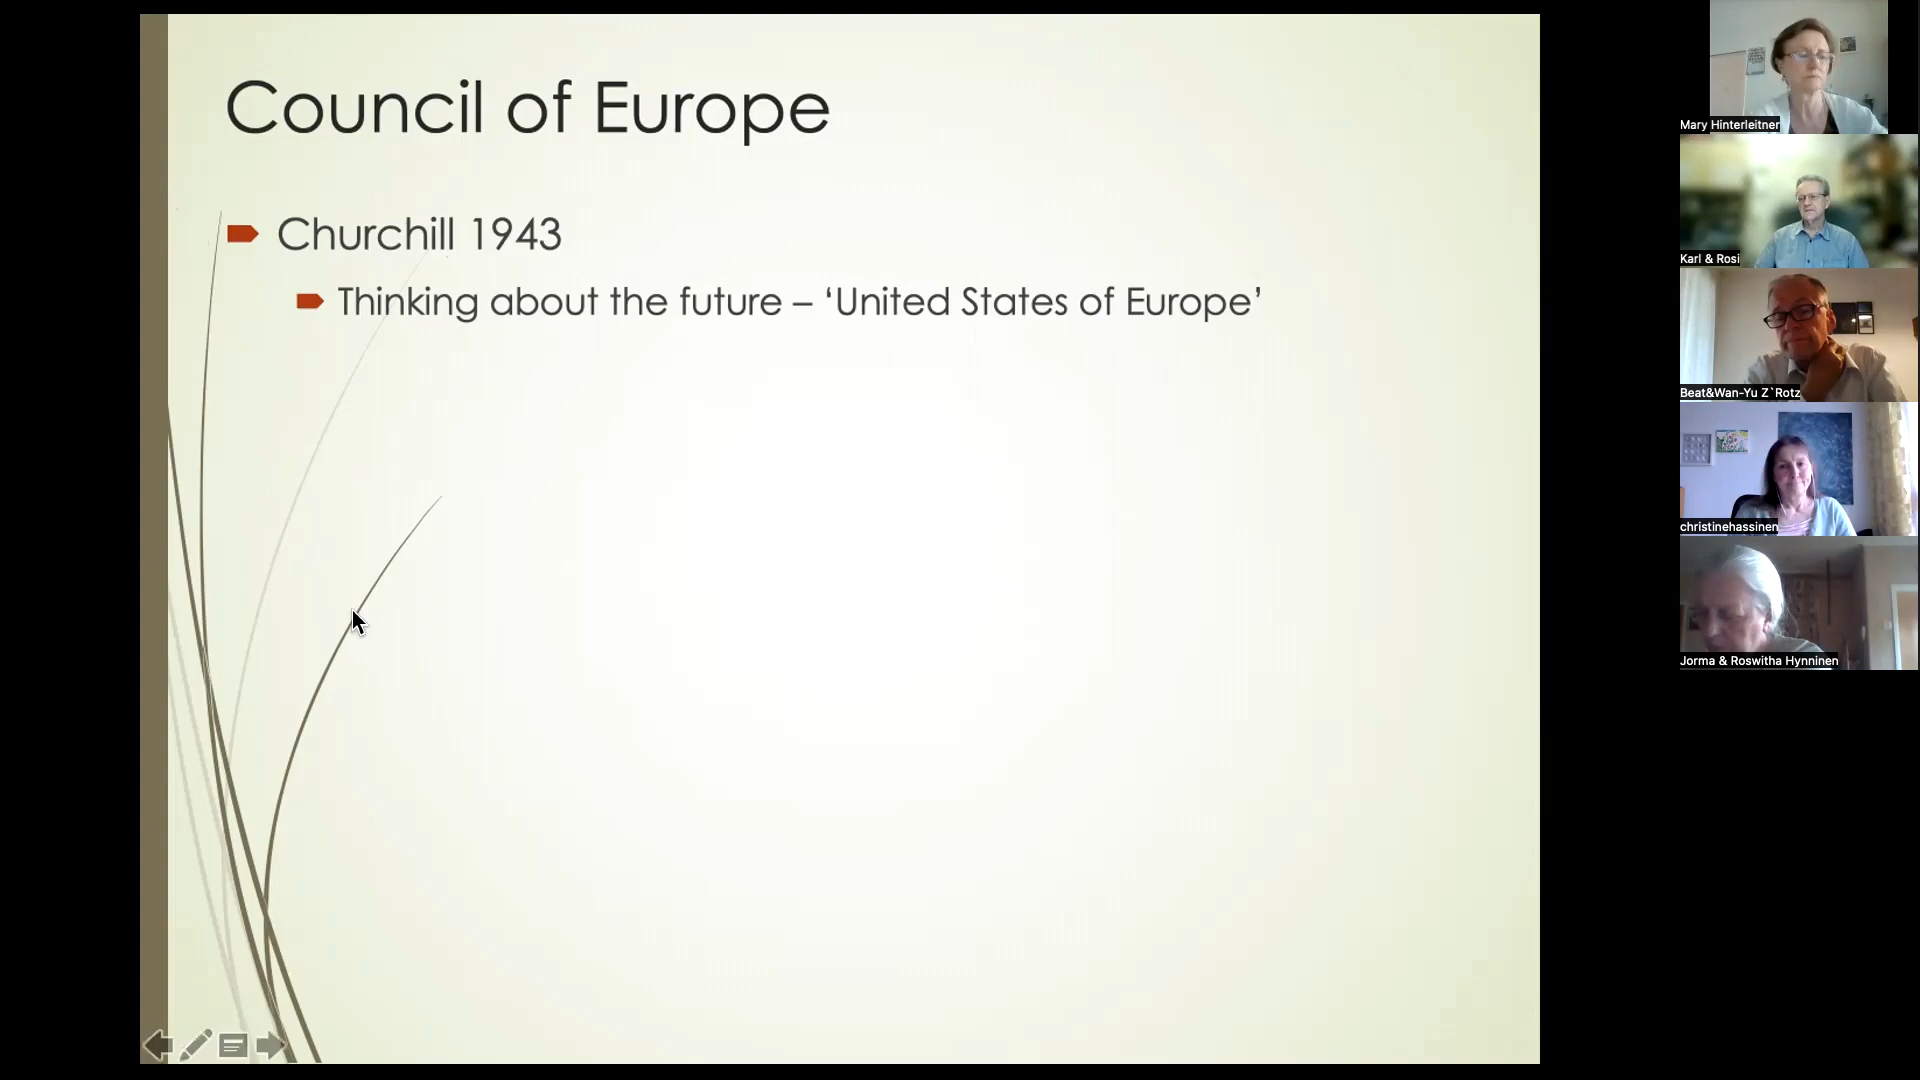 Council of Europe
Churchill 1943
Thinking about the future – ‘United States of Europe’
Mary Hinterleitner
Karl & Rosi
Beat&Wan-Yu Z`Rotz
christinehassinen
Jorma & Roswitha Hynninen